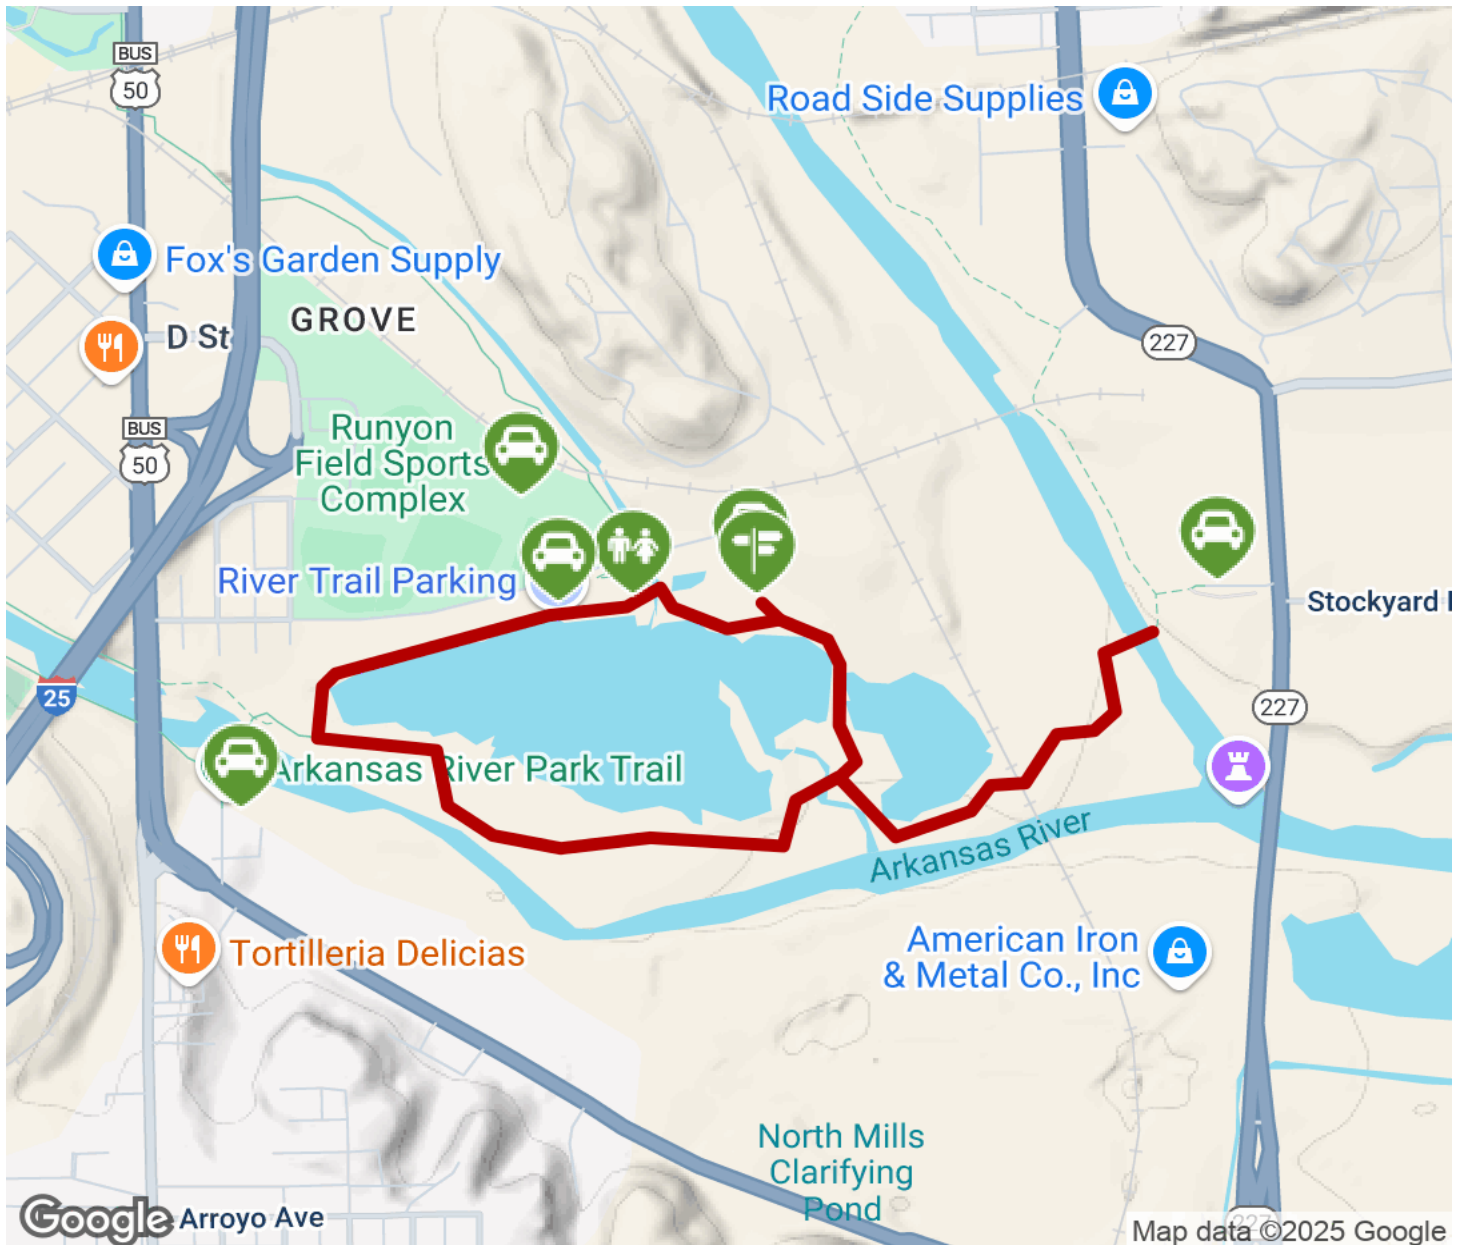 BUS
50
Road Side Supplies
Fox's Garden Supply
GROVE
D St
227
BUS
50
Runyon
Field Sports
Complex
River Trail Parking
Stockyard
25
227
Arkansas River Park Trail
Arkansas River
American Iron
& Metal Co., Inc
Tortilleria Delicias
North Mills
Clarifying
Pond
Google
Arroyo Ave
227
Map data ©2025 Google